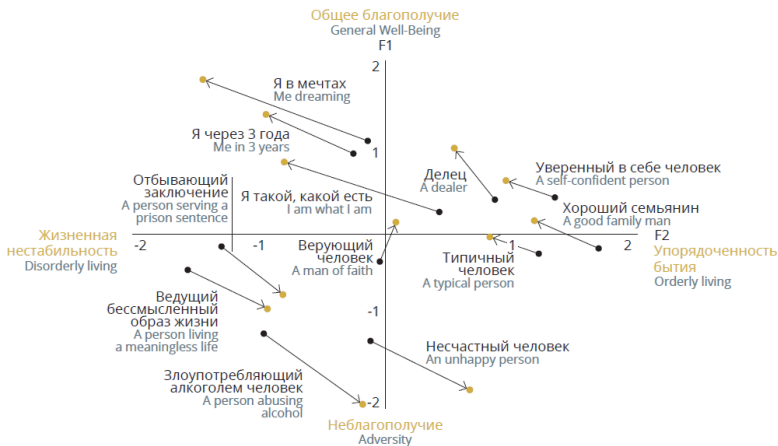 Общее благополучие
General Well-Being
F1
2
Я в мечтах
Me dreaming
Я через 3 года
Me in 3 years
1
Делец
A dealer
Уверенный в себе человек
A self-confident person
Отбывающий
заключение
A person serving a
prison sentence
Я такой, какой есть
I am what I am
Хороший семьянин
A good family man
Жизненная
нестабильность
Disorderly living
-2
-1
Верующий
человек
A man of faith
1
Типичный
человек
A typical person
2
F2
Упорядоченность
бытия
Orderly living
Ведущий
бессмысленный
образ жизни
A person living
a meaningless life
-1
Несчастный человек
An unhappy person
Злоупотребляющий
алкоголем человек
A person abusing
alcohol
-2
Неблагополучие
Adversity